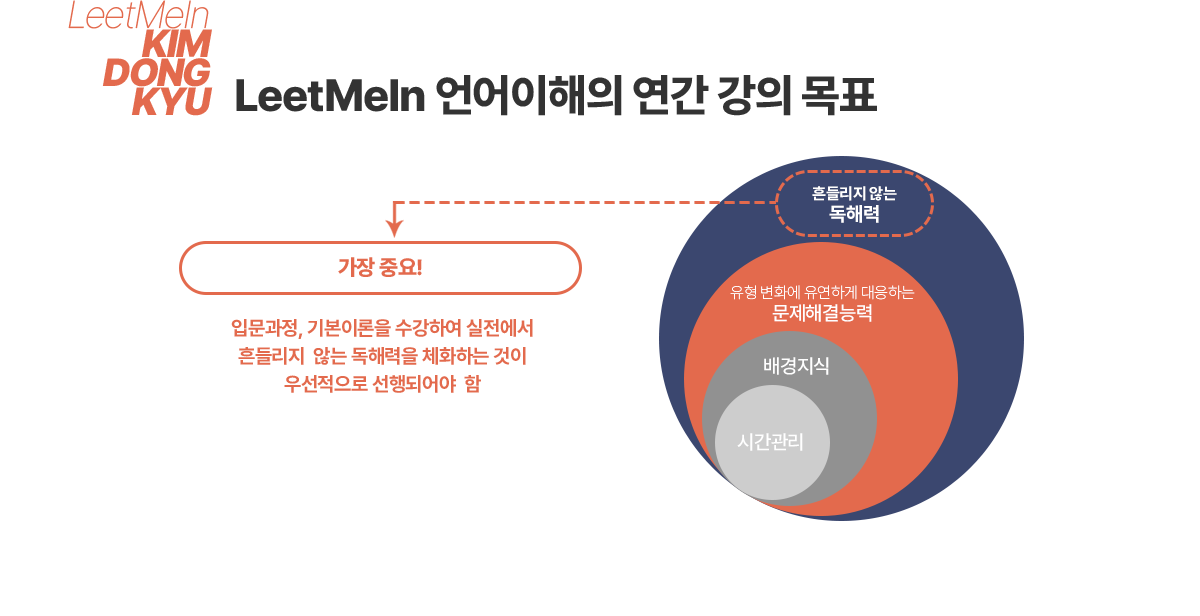 LeetMeIn
KIM
DONG
KYU
LeetMeIn 언어이해의 연간 강의 목표
흔들리지 않는
독해력
가장 중요!
입문과정, 기본이론을 수강하여 실전에서
흔들리지 않는 독해력을 체화하는 것이
우선적으로 선행되어야 함
유형 변화에 유연하게 대응하는
문제해결능력
배경지식
시간관리